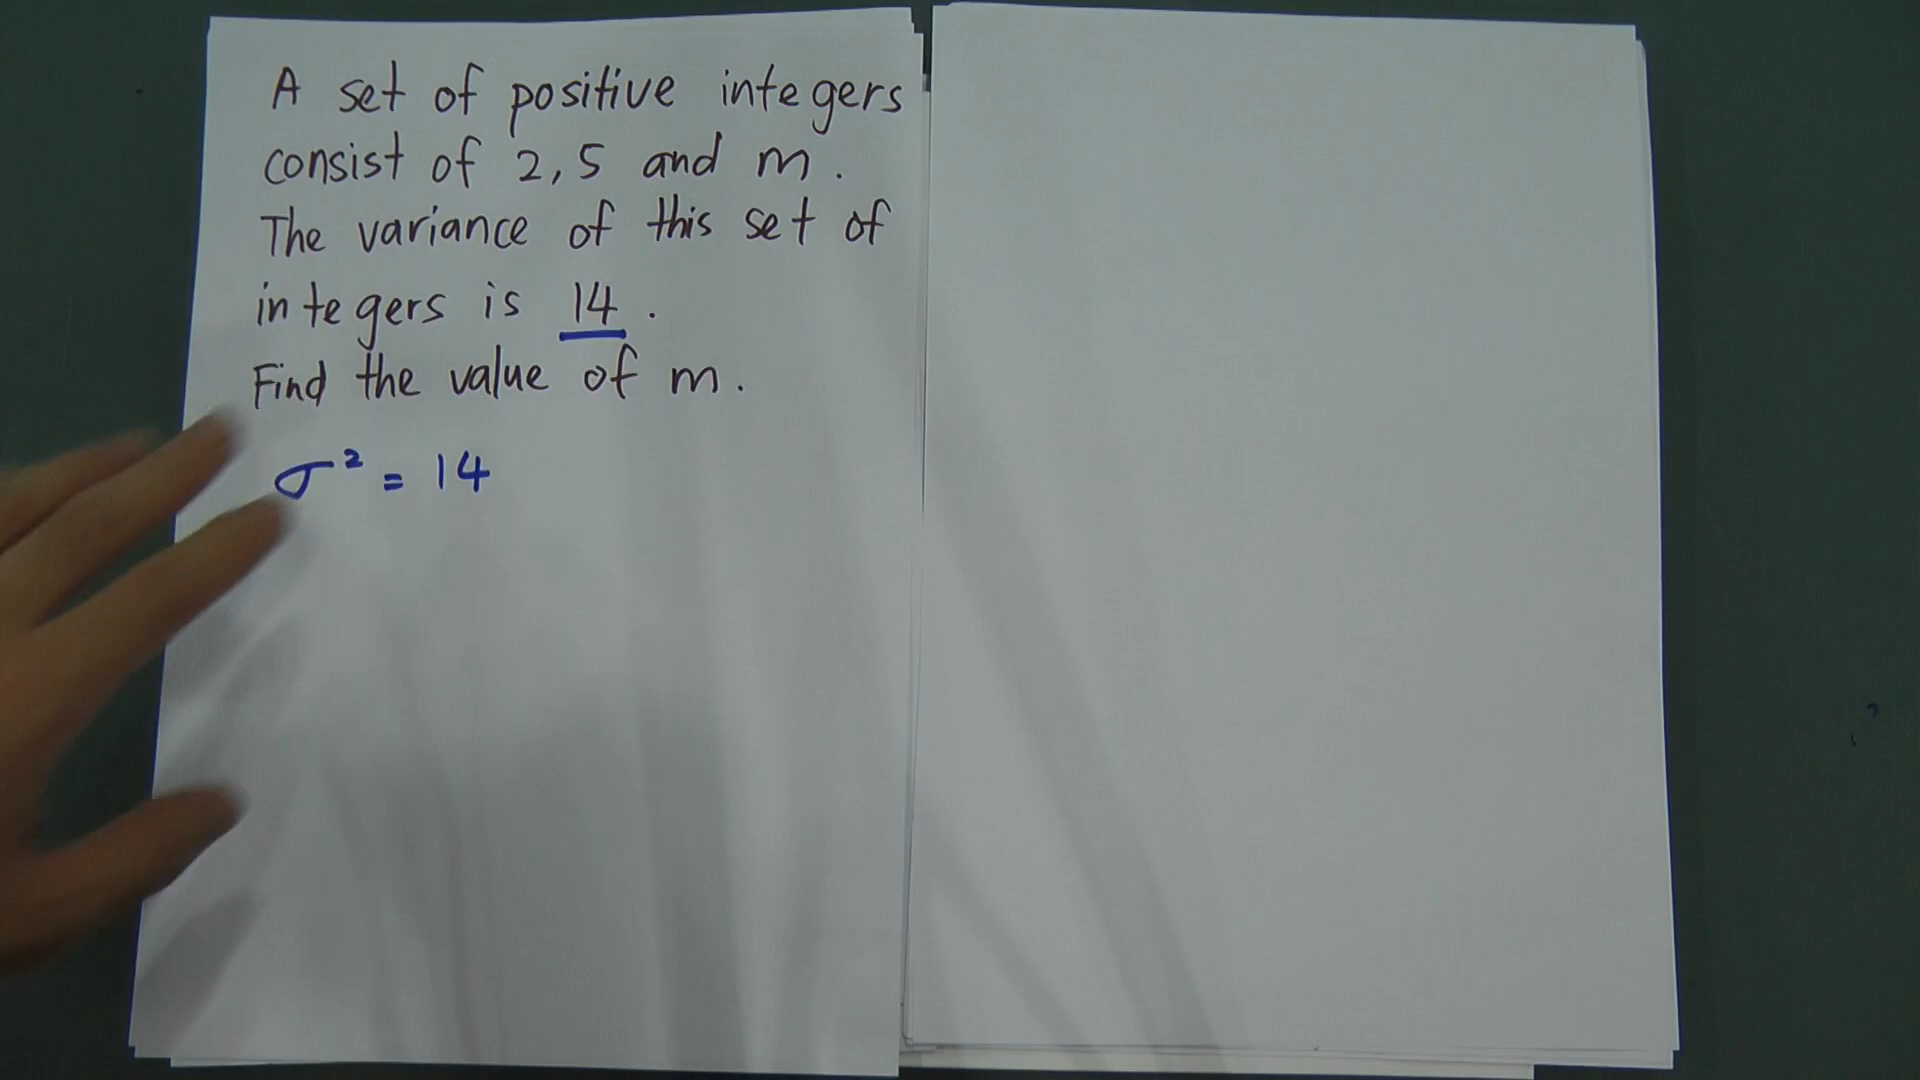 A set of positive integers
consist of 2, 5 and m.
The variance of this set of
integers is 14.
Find the value of m.
σ² = 14